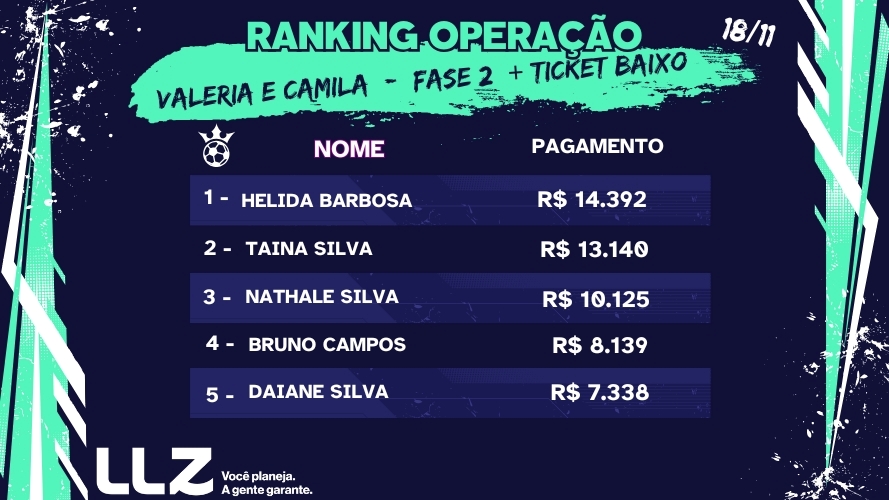 RANKING OPERAÇÃO
18/11
VALERIA E CAMILA - FASE 2 + TICKET BAIXO
NOME PAGAMENTO
1 - HELIDA BARBOSA R$ 14.392
2 - TAINA SILVA R$ 13.140
3 - NATHALE SILVA R$ 10.125
4 - BRUNO CAMPOS R$ 8.139
5 - DAIANE SILVA R$ 7.338
LLZ
Você planeja.
A gente garante.